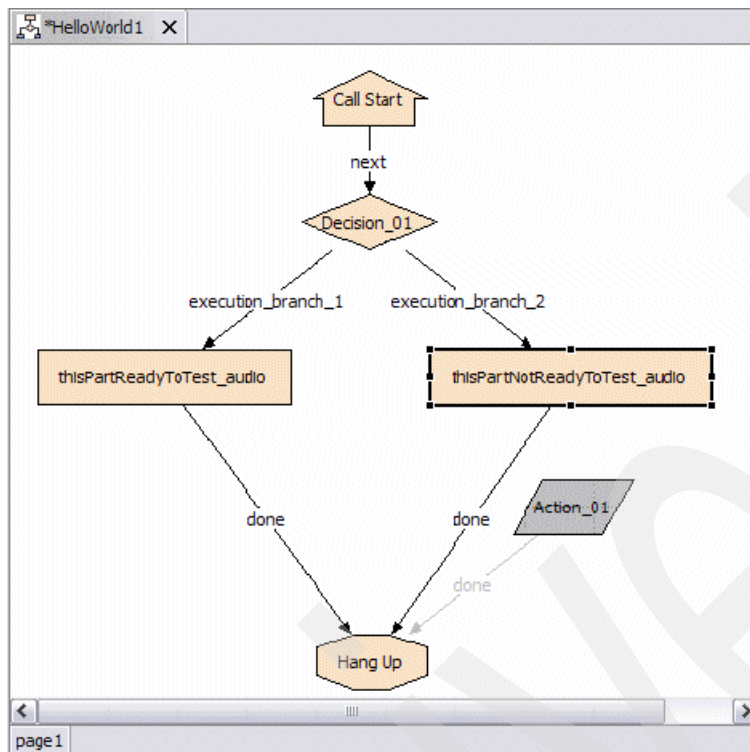 *HelloWorld1
Call Start
next
Decision_01
execution_branch_1 execution_branch_2
thisPartReadyToTest_audio thisPartNotReadyToTest_audio
Action_01
done done
done
Hang Up
page1